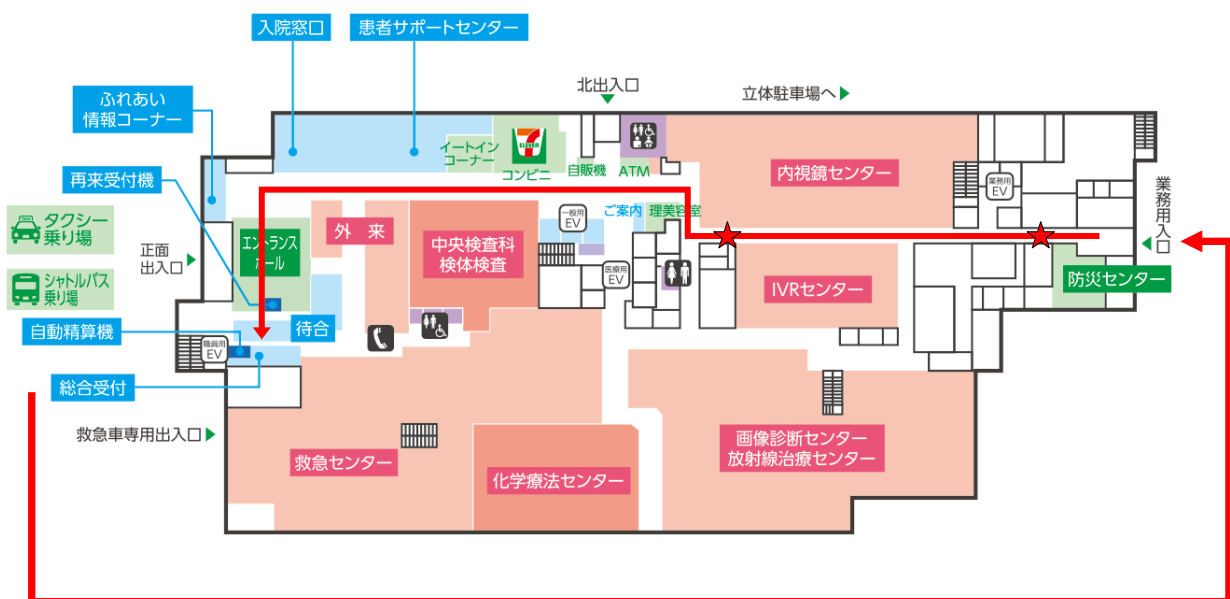 入院窓口
患者サポートセンター
北出入口
立体駐車場へ
ふれあい
情報コーナー
イートイン
コーナー
7
ELEVEN
コンビニ
自販機
ATM
内視鏡センター
業務用
EV
業務用入口
再来受付機
タクシー
乗り場
正面
出入口
エントランス
ホール
外 来
中央検査科
検体検査
一般用
EV
ご案内
理美容室
医療用
EV
IVRセンター
防災センター
シャトルバス
乗り場
自動精算機
待合
職員用
EV
総合受付
救急車専用出入口
救急センター
化学療法センター
画像診断センター
放射線治療センター